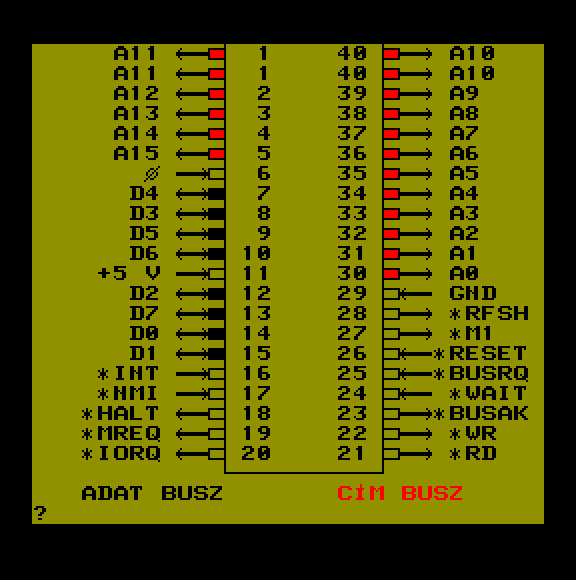 A11 1 40 A10
A11 1 40 A10
A12 2 39 A9
A13 3 38 A8
A14 4 37 A7
A15 5 36 A6
ø 6 35 A5
D4 7 34 A4
D3 8 33 A3
D5 9 32 A2
D6 10 31 A1
+5 V 11 30 A0
D2 12 29 GND
D7 13 28 *RFSH
D0 14 27 *M1
D1 15 26 *RESET
*INT 16 25 *BUSRQ
*NMI 17 24 *WAIT
*HALT 18 23 *BUSAK
*MREQ 19 22 *WR
*IORQ 20 21 *RD
ADAT BUSZ CÍM BUSZ
?